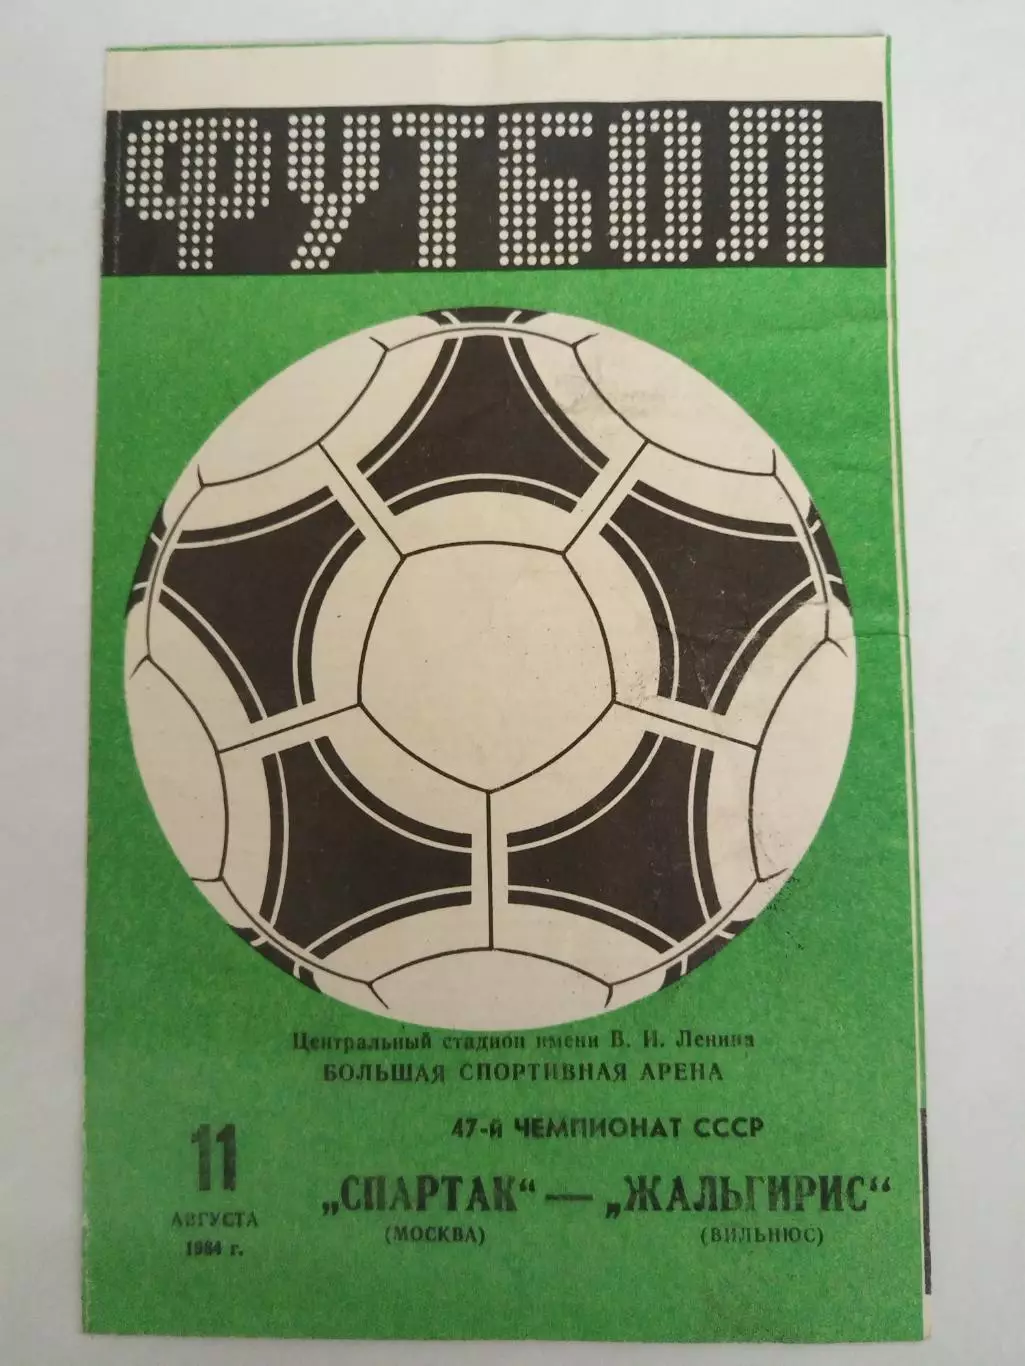 ФУТБОЛ
Центральный стадион имени В. И. Ленина
БОЛЬШАЯ СПОРТИВНАЯ АРЕНА
47-й ЧЕМПИОНАТ СССР
11
АВГУСТА
1984 г.
„СПАРТАК“ — „ЖАЛЬГИРИС“
(МОСКВА) (ВИЛЬНЮС)